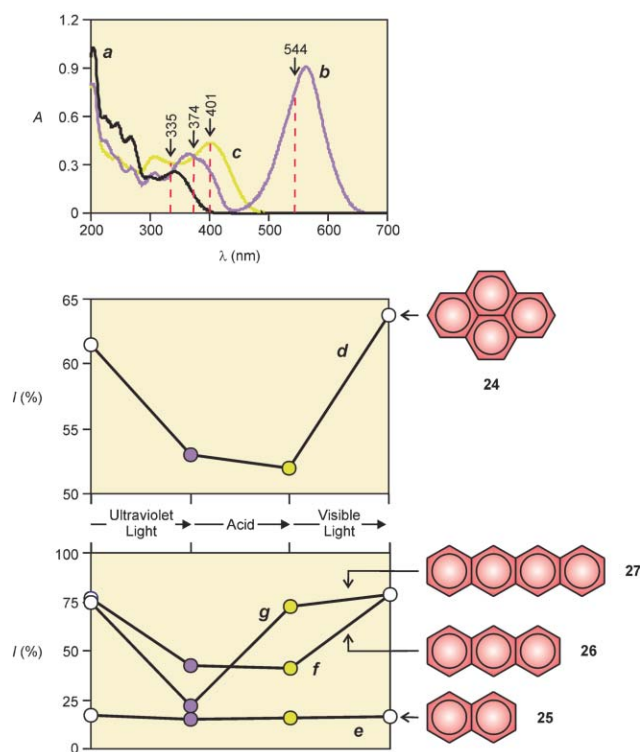 1.2
a
544
b
0.9
335
374
401
A
0.6
c
0.3
0
200 300 400 500 600 700
λ (nm)
65
d
60
I (%)
24
55
50
Ultraviolet Light
Acid
Visible Light
100
27
75
g
I (%)
50
26
f
25
e
25
0